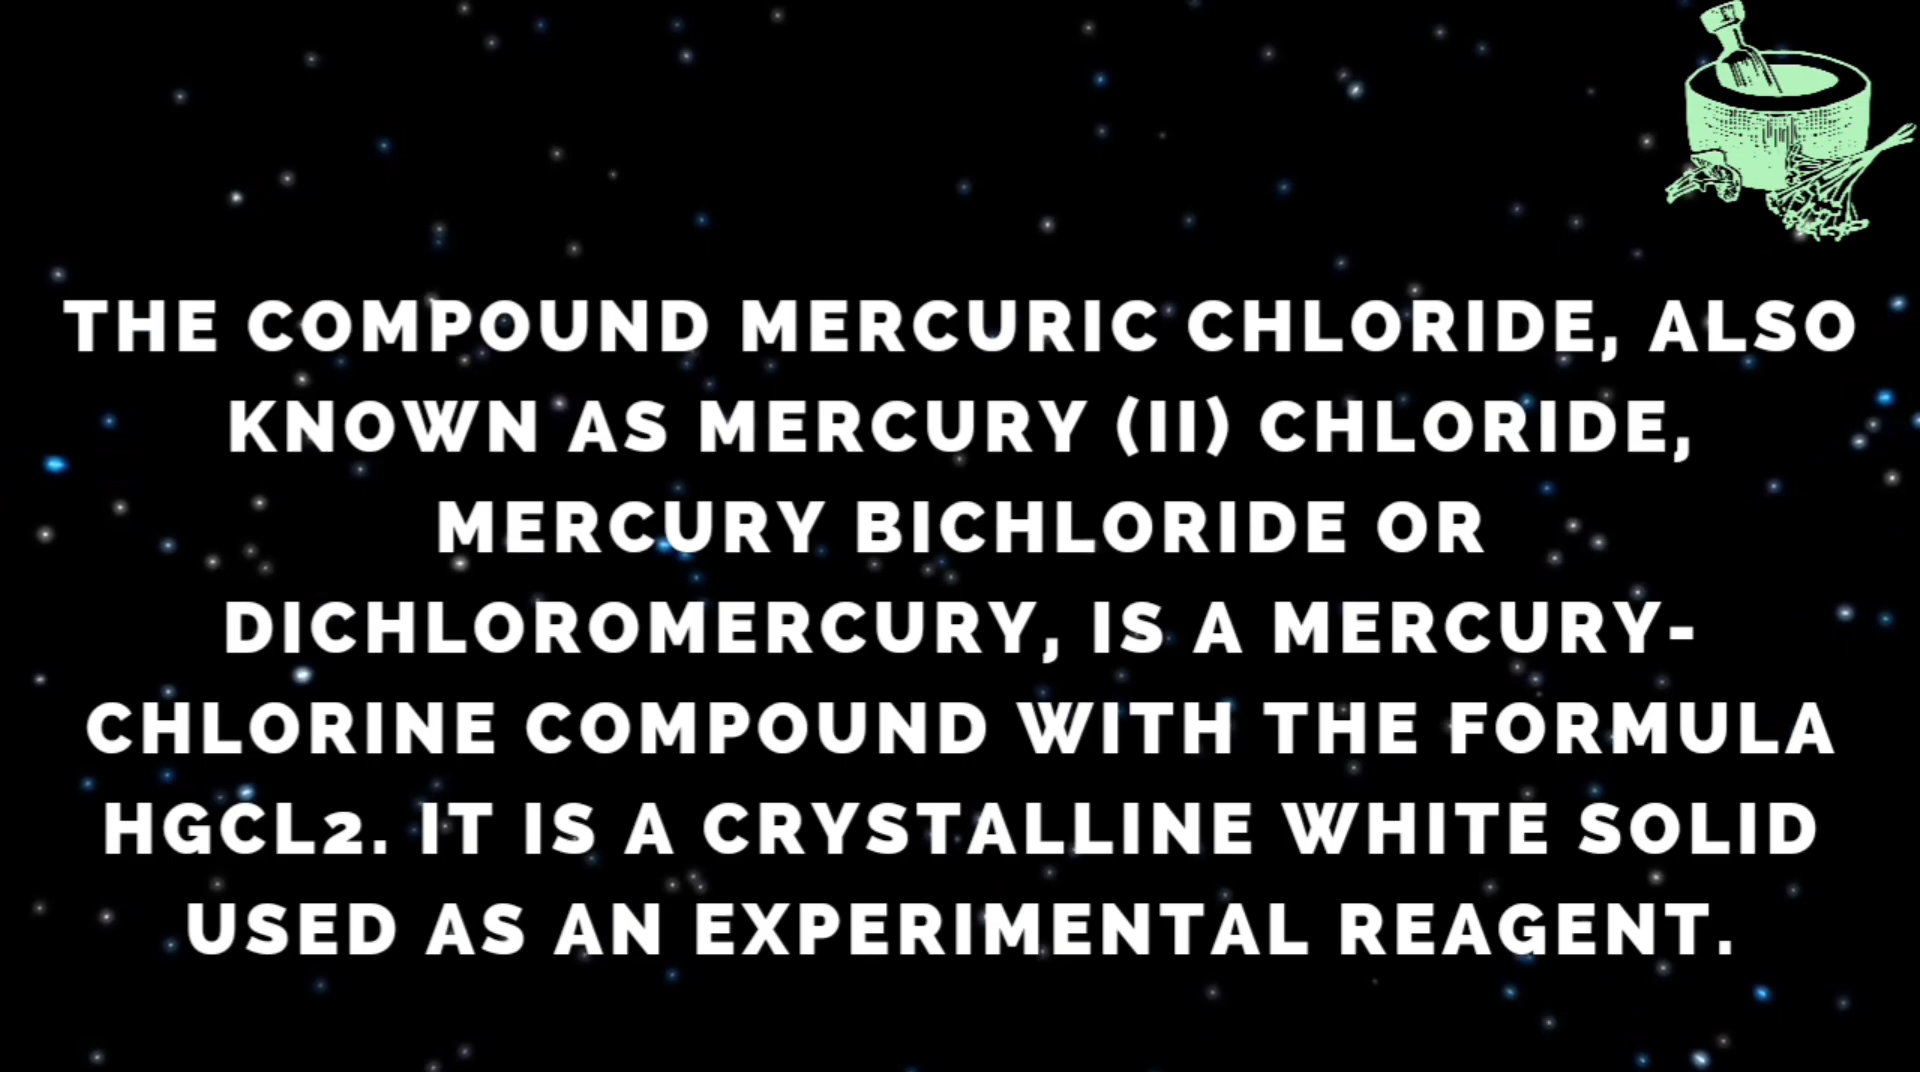 THE COMPOUND MERCURIC CHLORIDE, ALSO
KNOWN AS MERCURY (II) CHLORIDE,
MERCURY BICHLORIDE OR
DICHLOROMERCURY, IS A MERCURY-
CHLORINE COMPOUND WITH THE FORMULA
HGCL2. IT IS A CRYSTALLINE WHITE SOLID
USED AS AN EXPERIMENTAL REAGENT.